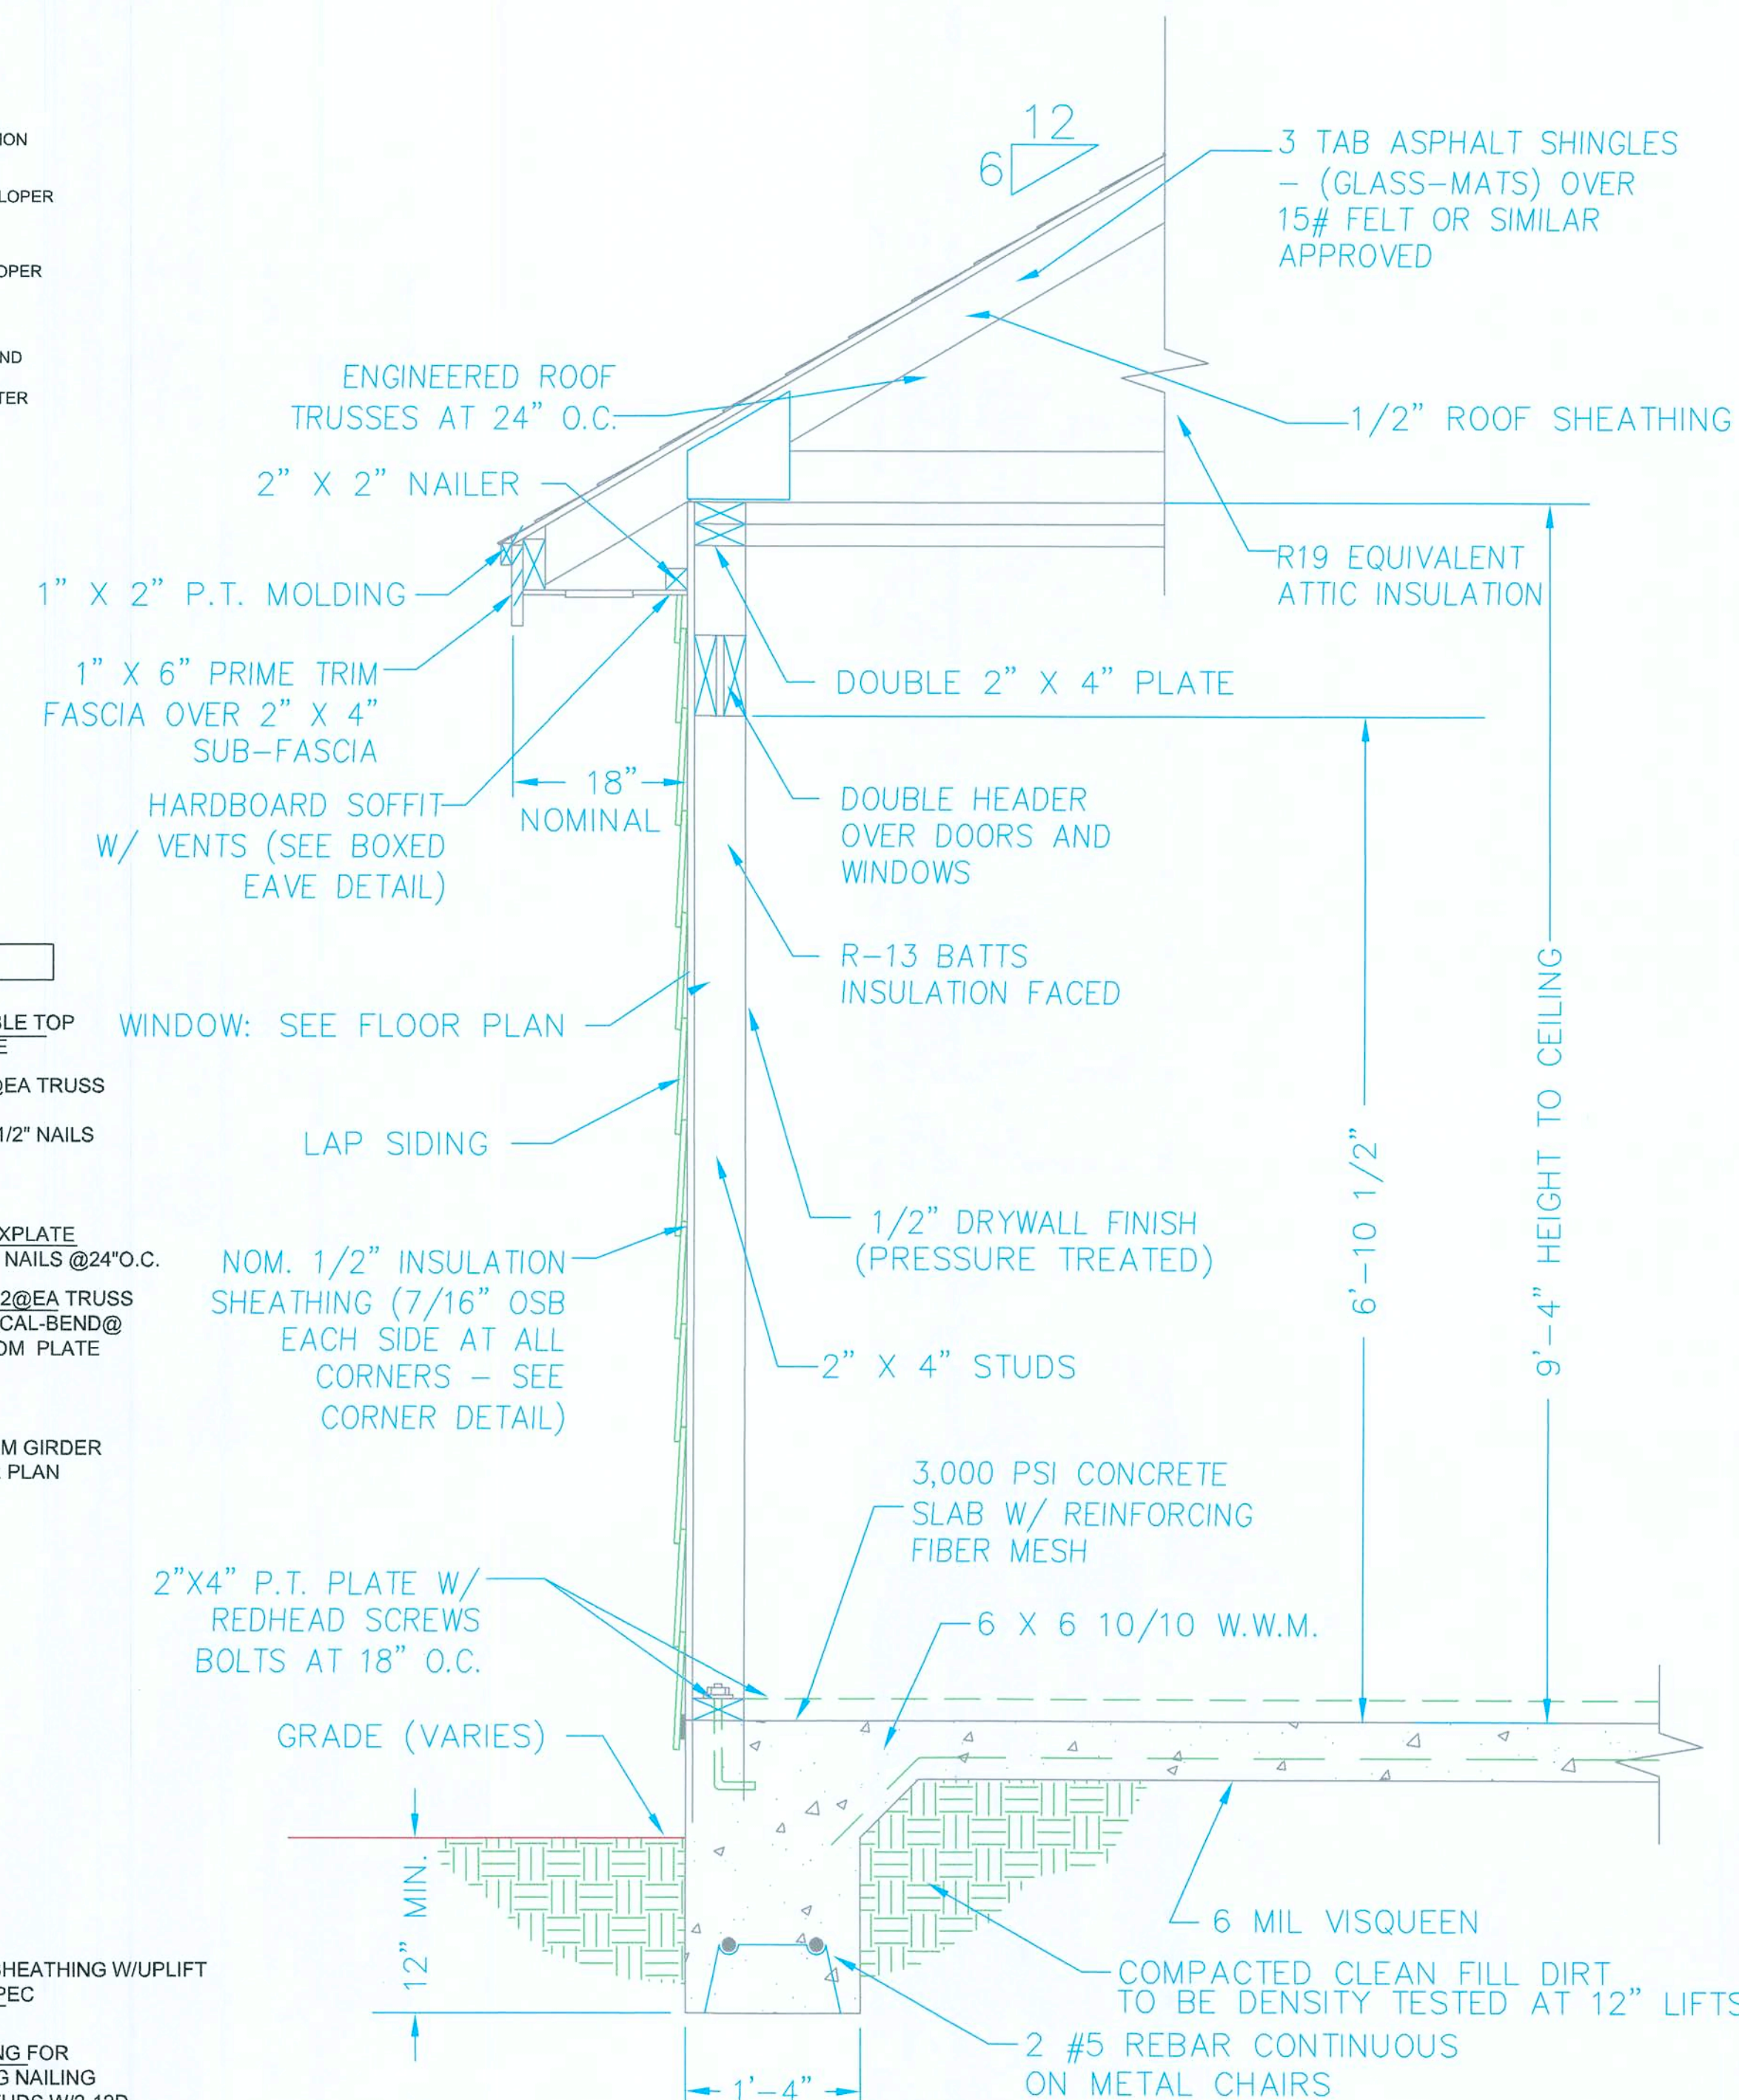 12
6
3 TAB ASPHALT SHINGLES
- (GLASS-MATS) OVER
15# FELT OR SIMILAR
APPROVED
ENGINEERED ROOF
TRUSSES AT 24" O.C.
1/2" ROOF SHEATHING
2" X 2" NAILER
R19 EQUIVALENT
ATTIC INSULATION
1" X 2" P.T. MOLDING
1" X 6" PRIME TRIM
FASCIA OVER 2" X 4"
SUB-FASCIA
DOUBLE 2" X 4" PLATE
18"
NOMINAL
HARDBOARD SOFFIT
W/ VENTS (SEE BOXED
EAVE DETAIL)
DOUBLE HEADER
OVER DOORS AND
WINDOWS
R-13 BATTS
INSULATION FACED
WINDOW: SEE FLOOR PLAN
LAP SIDING
1/2" DRYWALL FINISH
(PRESSURE TREATED)
6'-10 1/2"
9'-4" HEIGHT TO CEILING
NOM. 1/2" INSULATION
SHEATHING (7/16" OSB
EACH SIDE AT ALL
CORNERS - SEE
CORNER DETAIL)
2" X 4" STUDS
3,000 PSI CONCRETE
SLAB W/ REINFORCING
FIBER MESH
2"X4" P.T. PLATE W/
REDHEAD SCREWS
BOLTS AT 18" O.C.
6 X 6 10/10 W.W.M.
GRADE (VARIES)
12" MIN.
6 MIL VISQUEEN
COMPACTED CLEAN FILL DIRT
TO BE DENSITY TESTED AT 12" LIFTS
2 #5 REBAR CONTINUOUS
ON METAL CHAIRS
1'-4"
ION
LOPER
OPER
ND
TER
BLE TOP
E
@EA TRUSS
1/2" NAILS
XPLATE
NAILS @24"O.C.
2@EA TRUSS
CAL-BEND@
OM PLATE
M GIRDER
PLAN
SHEATHING W/UPLIFT
PEC
NG FOR
G NAILING